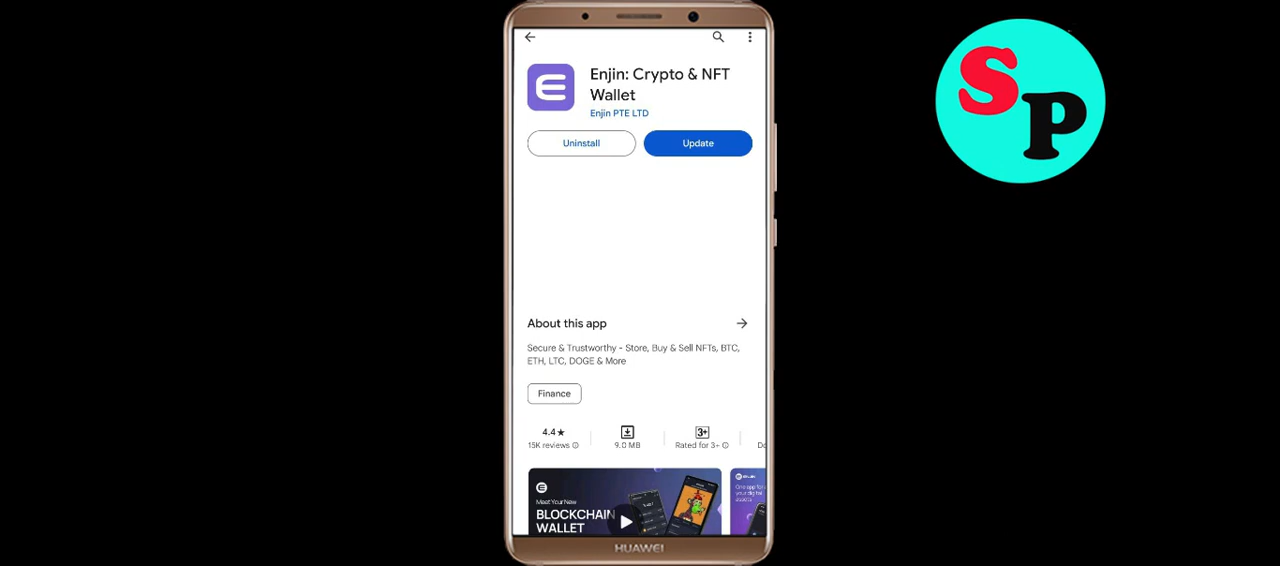 Enjin: Crypto & NFT
Wallet
Enjin PTE LTD
Uninstall
Update
About this app
Secure & Trustworthy - Store, Buy & Sell NFTs, BTC,
ETH, LTC, DOGE & More
Finance
4.4★
15K reviews
9.0 MB
3+
Rated for 3+
Meet Your New
BLOCKCHAIN
WALLET
One app for
your digital
assets
HUAWEI
SP